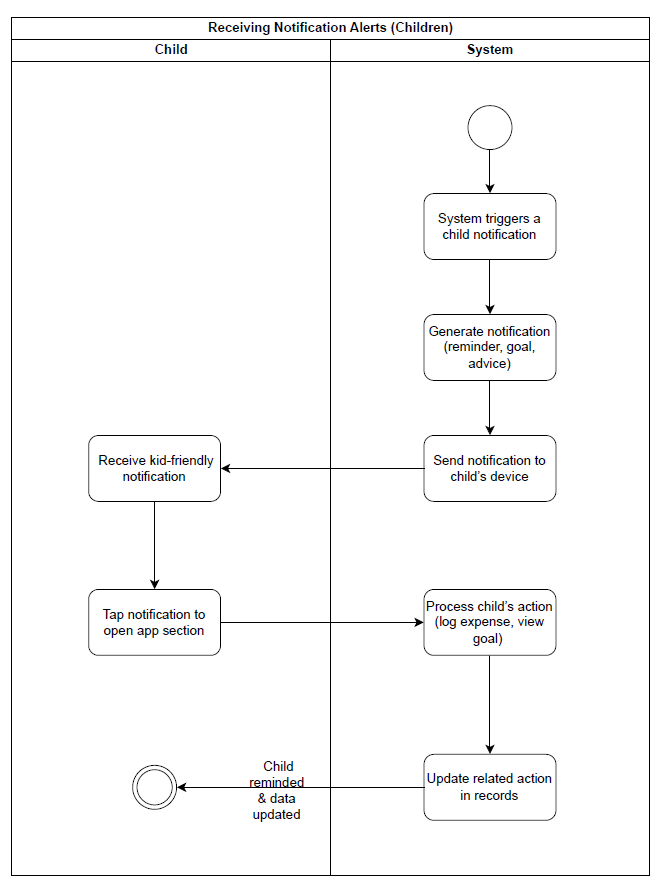 Receiving Notification Alerts (Children)
Child
System
System triggers a
child notification
Generate notification
(reminder, goal,
advice)
Receive kid-friendly
notification
Send notification to
child's device
Tap notification to
open app section
Process child's action
(log expense, view
goal)
Child
reminded
& data
updated
Update related action
in records